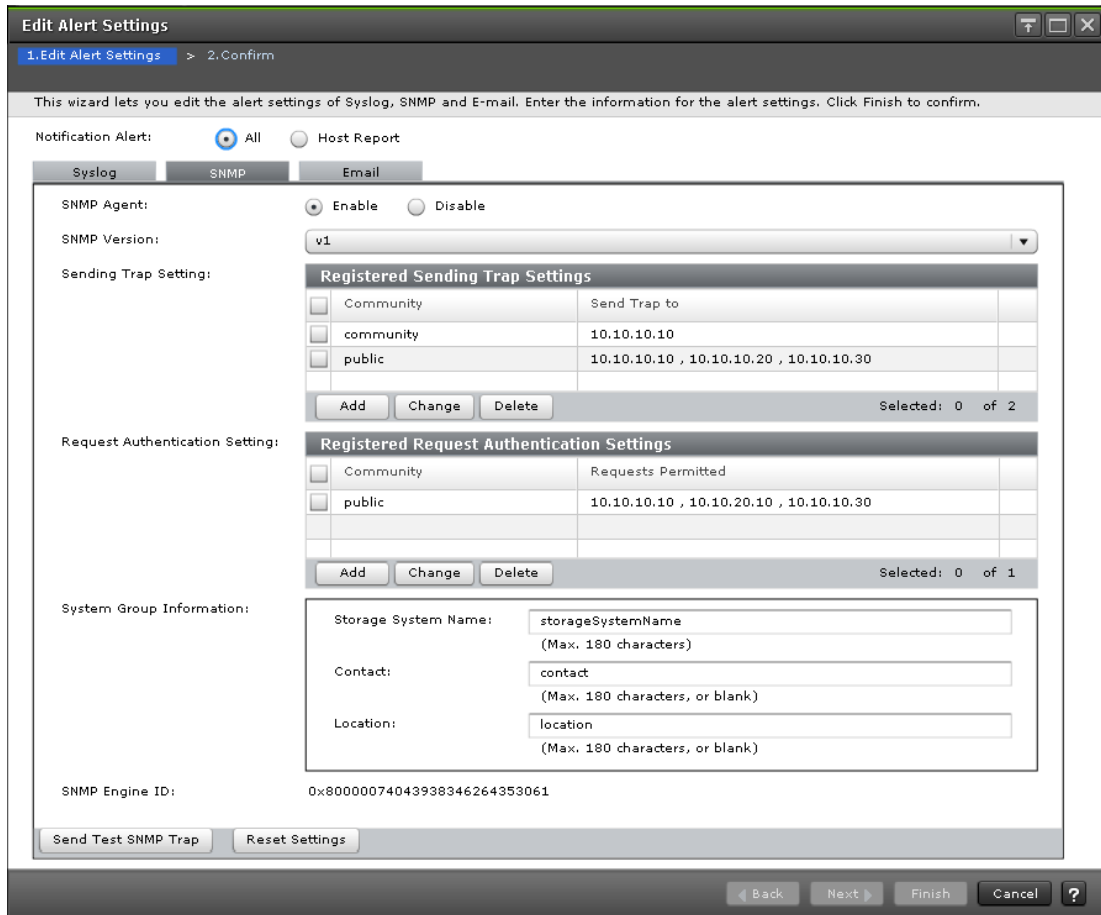 Edit Alert Settings
1.Edit Alert Settings > 2.Confirm
This wizard lets you edit the alert settings of Syslog, SNMP and E-mail. Enter the information for the alert settings. Click Finish to confirm.
Notification Alert: All Host Report
Syslog SNMP Email
SNMP Agent: Enable Disable
SNMP Version: v1
Sending Trap Setting: Registered Sending Trap Settings
Community Send Trap to
community 10.10.10.10
public 10.10.10.10 , 10.10.10.20 , 10.10.10.30
Add Change Delete Selected: 0 of 2
Request Authentication Setting: Registered Request Authentication Settings
Community Requests Permitted
public 10.10.10.10 , 10.10.20.10 , 10.10.10.30
Add Change Delete Selected: 0 of 1
System Group Information:
Storage System Name: storageSystemName
(Max. 180 characters)
Contact: contact
(Max. 180 characters, or blank)
Location: location
(Max. 180 characters, or blank)
SNMP Engine ID: 0x80000074043938346264353061
Send Test SNMP Trap Reset Settings
Back Next Finish Cancel ?